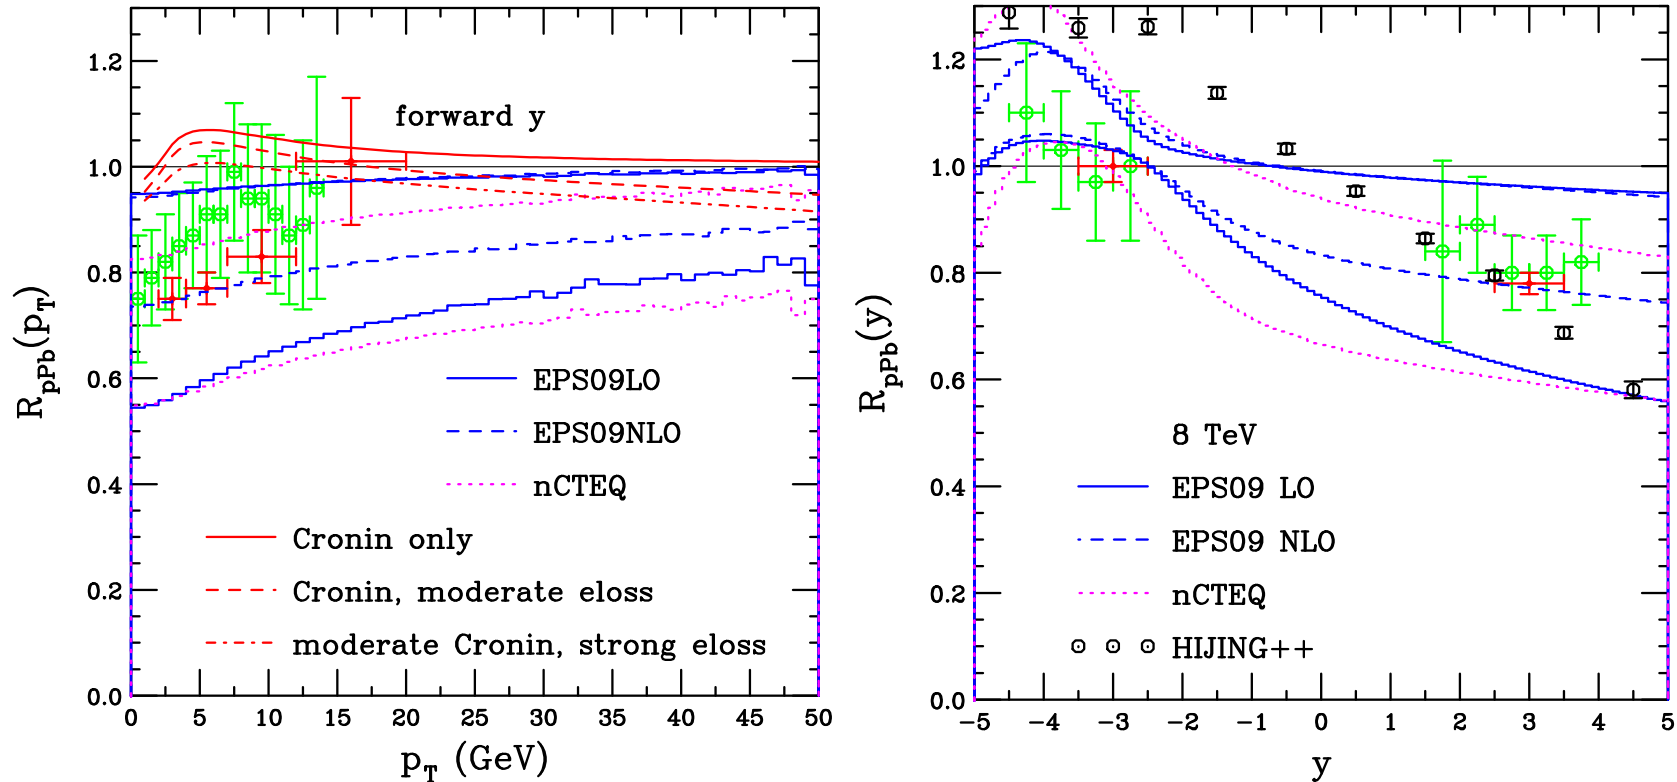 R_pPb(p_T)
1.2
1.0
0.8
0.6
0.4
0.2
0.0
forward y
EPS09LO
EPS09NLO
nCTEQ
Cronin only
Cronin, moderate eloss
moderate Cronin, strong eloss
0 5 10 15 20 25 30 35 40 45 50
p_T (GeV)
R_pPb(y)
1.2
1.0
0.8
0.6
0.4
0.2
0.0
8 TeV
EPS09 LO
EPS09 NLO
nCTEQ
HIJING++
-5 -4 -3 -2 -1 0 1 2 3 4 5
y